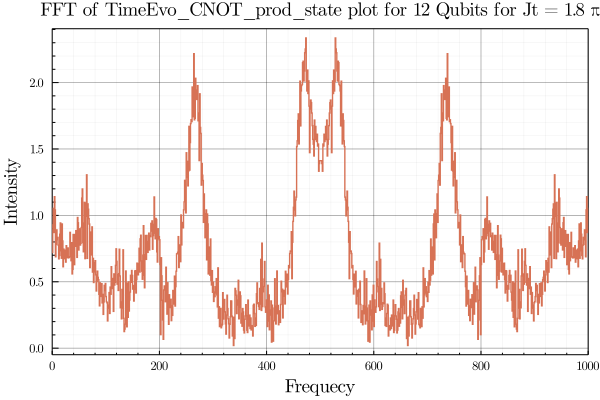 FFT of TimeEvo_CNOT_prod_state plot for 12 Qubits for Jt = 1.8 π
2.0
1.5
Intensity
1.0
0.5
0.0
0 200 400 600 800 1000
Frequecy